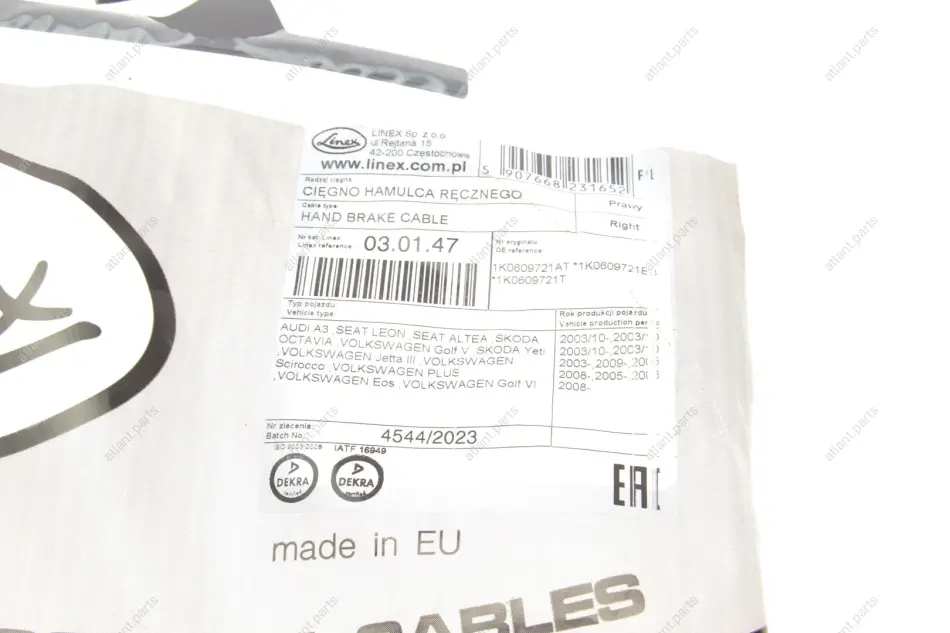 Linex
LINEX Sp. z o.o.
ul.Rejtana 15
42-200 Częstochowa
www.linex.com.pl
5 907668 231652
Rodzaj cięgna
CIĘGNO HAMULCA RĘCZNEGO
Prawy
Cable type
HAND BRAKE CABLE
Right
Nr kat. Linex
Linex reference
03.01.47
Nr oryginału
OE reference
1K0609721AT *1K0609721E
*1K0609721T
Typ pojazdu
Vehicle type
Rok produkcji pojazdu
Vehicle production
AUDI A3 ,SEAT LEON ,SEAT ALTEA ,SKODA
OCTAVIA ,VOLKSWAGEN Golf V ,SKODA Yeti
,VOLKSWAGEN Jetta III ,VOLKSWAGEN
Scirocco ,VOLKSWAGEN PLUS
,VOLKSWAGEN Eos ,VOLKSWAGEN Golf VI
2003/10-,2003/
2003/10-,2003/
2003-,2009-
2008-,2005-
2008-
Nr zlecenia
Batch No.:
4544/2023
IATF 16949
DEKRA
DEKRA
EAC
made in EU
CABLES
atlant.parts